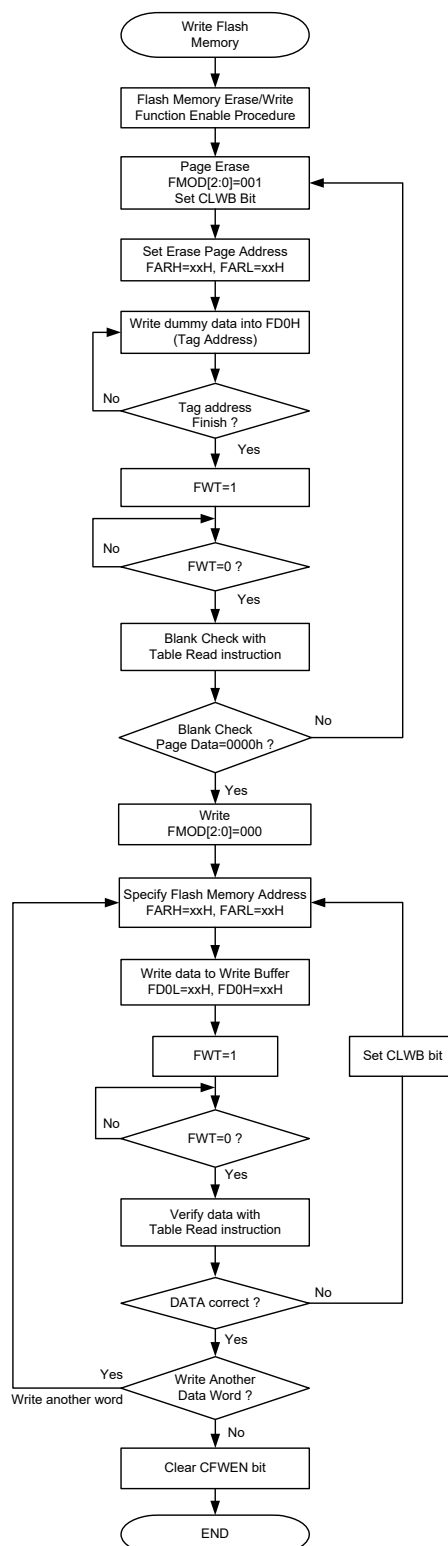 Write Flash
Memory
Flash Memory Erase/Write
Function Enable Procedure
Page Erase
FMOD[2:0]=001
Set CLWB Bit
Set Erase Page Address
FARH=xxH, FARL=xxH
Write dummy data into FD0H
(Tag Address)
No
Tag address
Finish ?
Yes
FWT=1
No
FWT=0 ?
Yes
Blank Check with
Table Read instruction
No
Blank Check
Page Data=0000h ?
Yes
Write
FMOD[2:0]=000
Specify Flash Memory Address
FARH=xxH, FARL=xxH
Write data to Write Buffer
FD0L=xxH, FD0H=xxH
FWT=1
Set CLWB bit
No
FWT=0 ?
Yes
Verify data with
Table Read instruction
No
DATA correct ?
Yes
Yes
Write another word
Write Another
Data Word ?
No
Clear CFWEN bit
END